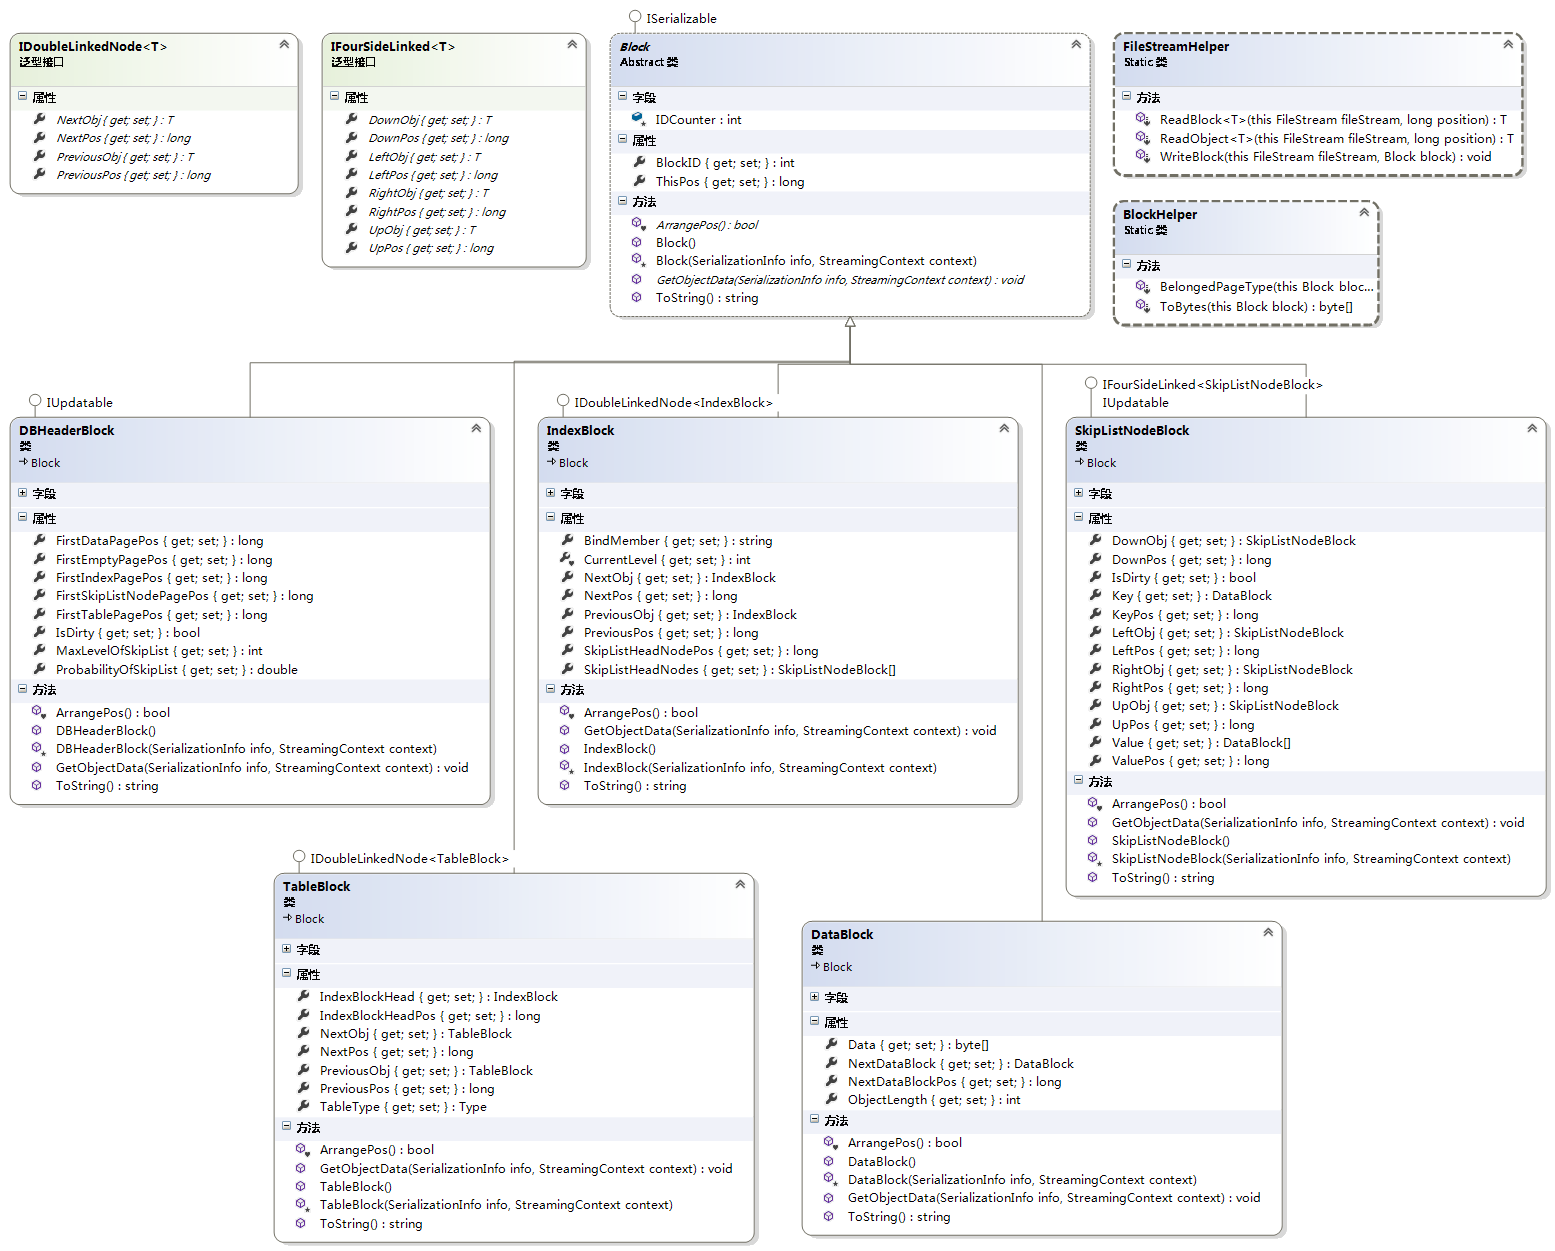 IDoubleLinkedNode<T>
泛型接口
属性
NextObj { get; set; } : T
NextPos { get; set; } : long
PreviousObj { get; set; } : T
PreviousPos { get; set; } : long
IFourSideLinked<T>
泛型接口
属性
DownObj { get; set; } : T
DownPos { get; set; } : long
LeftObj { get; set; } : T
LeftPos { get; set; } : long
RightObj { get; set; } : T
RightPos { get; set; } : long
UpObj { get; set; } : T
UpPos { get; set; } : long
ISerializable
Block
Abstract 类
字段
IDCounter : int
属性
BlockID { get; set; } : int
ThisPos { get; set; } : long
方法
ArrangePos() : bool
Block()
Block(SerializationInfo info, StreamingContext context)
GetObjectData(SerializationInfo info, StreamingContext context) : void
ToString() : string
FileStreamHelper
Static 类
方法
ReadBlock<T>(this FileStream fileStream, long position) : T
ReadObject<T>(this FileStream fileStream, long position) : T
WriteBlock(this FileStream fileStream, Block block) : void
BlockHelper
Static 类
方法
BelongedPageType(this Block bloc...
ToBytes(this Block block) : byte[]
IUpdatable
DBHeaderBlock
类
Block
字段
属性
FirstDataPagePos { get; set; } : long
FirstEmptyPagePos { get; set; } : long
FirstIndexPagePos { get; set; } : long
FirstSkipListNodePagePos { get; set; } : long
FirstTablePagePos { get; set; } : long
IsDirty { get; set; } : bool
MaxLevelOfSkipList { get; set; } : int
ProbabilityOfSkipList { get; set; } : double
方法
ArrangePos() : bool
DBHeaderBlock()
DBHeaderBlock(SerializationInfo info, StreamingContext context)
GetObjectData(SerializationInfo info, StreamingContext context) : void
ToString() : string
IDoubleLinkedNode<IndexBlock>
IndexBlock
类
Block
字段
属性
BindMember { get; set; } : string
CurrentLevel { get; set; } : int
NextObj { get; set; } : IndexBlock
NextPos { get; set; } : long
PreviousObj { get; set; } : IndexBlock
PreviousPos { get; set; } : long
SkipListHeadNodePos { get; set; } : long
SkipListHeadNodes { get; set; } : SkipListNodeBlock[]
方法
ArrangePos() : bool
GetObjectData(SerializationInfo info, StreamingContext context) : void
IndexBlock()
IndexBlock(SerializationInfo info, StreamingContext context)
ToString() : string
IFourSideLinked<SkipListNodeBlock>
IUpdatable
SkipListNodeBlock
类
Block
字段
属性
DownObj { get; set; } : SkipListNodeBlock
DownPos { get; set; } : long
IsDirty { get; set; } : bool
Key { get; set; } : DataBlock
KeyPos { get; set; } : long
LeftObj { get; set; } : SkipListNodeBlock
LeftPos { get; set; } : long
RightObj { get; set; } : SkipListNodeBlock
RightPos { get; set; } : long
UpObj { get; set; } : SkipListNodeBlock
UpPos { get; set; } : long
Value { get; set; } : DataBlock[]
ValuePos { get; set; } : long
方法
ArrangePos() : bool
GetObjectData(SerializationInfo info, StreamingContext context) : void
SkipListNodeBlock()
SkipListNodeBlock(SerializationInfo info, StreamingContext context)
ToString() : string
IDoubleLinkedNode<TableBlock>
TableBlock
类
Block
字段
属性
IndexBlockHead { get; set; } : IndexBlock
IndexBlockHeadPos { get; set; } : long
NextObj { get; set; } : TableBlock
NextPos { get; set; } : long
PreviousObj { get; set; } : TableBlock
PreviousPos { get; set; } : long
TableType { get; set; } : Type
方法
ArrangePos() : bool
GetObjectData(SerializationInfo info, StreamingContext context) : void
TableBlock()
TableBlock(SerializationInfo info, StreamingContext context)
ToString() : string
DataBlock
类
Block
字段
属性
Data { get; set; } : byte[]
NextDataBlock { get; set; } : DataBlock
NextDataBlockPos { get; set; } : long
ObjectLength { get; set; } : int
方法
ArrangePos() : bool
DataBlock()
DataBlock(SerializationInfo info, StreamingContext context)
GetObjectData(SerializationInfo info, StreamingContext context) : void
ToString() : string